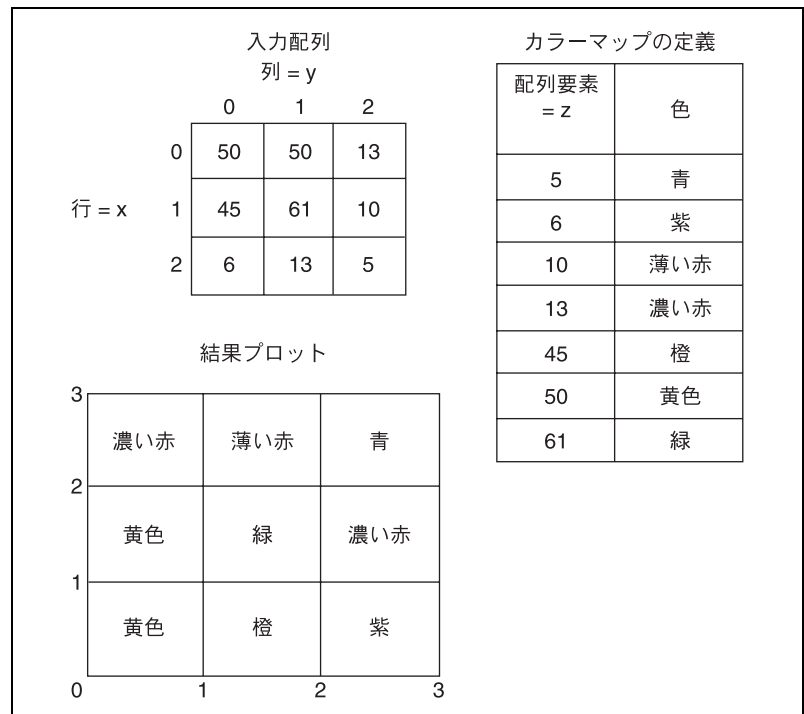 入力配列
列 = y
0 1 2
0 50 50 13
行 = x 1 45 61 10
2 6 13 5
カラーマップの定義
配列要素
= z 色
5 青
6 紫
10 薄い赤
13 濃い赤
45 橙
50 黄色
61 緑
結果プロット
3
濃い赤 薄い赤 青
2
黄色 緑 濃い赤
1
黄色 橙 紫
0 1 2 3